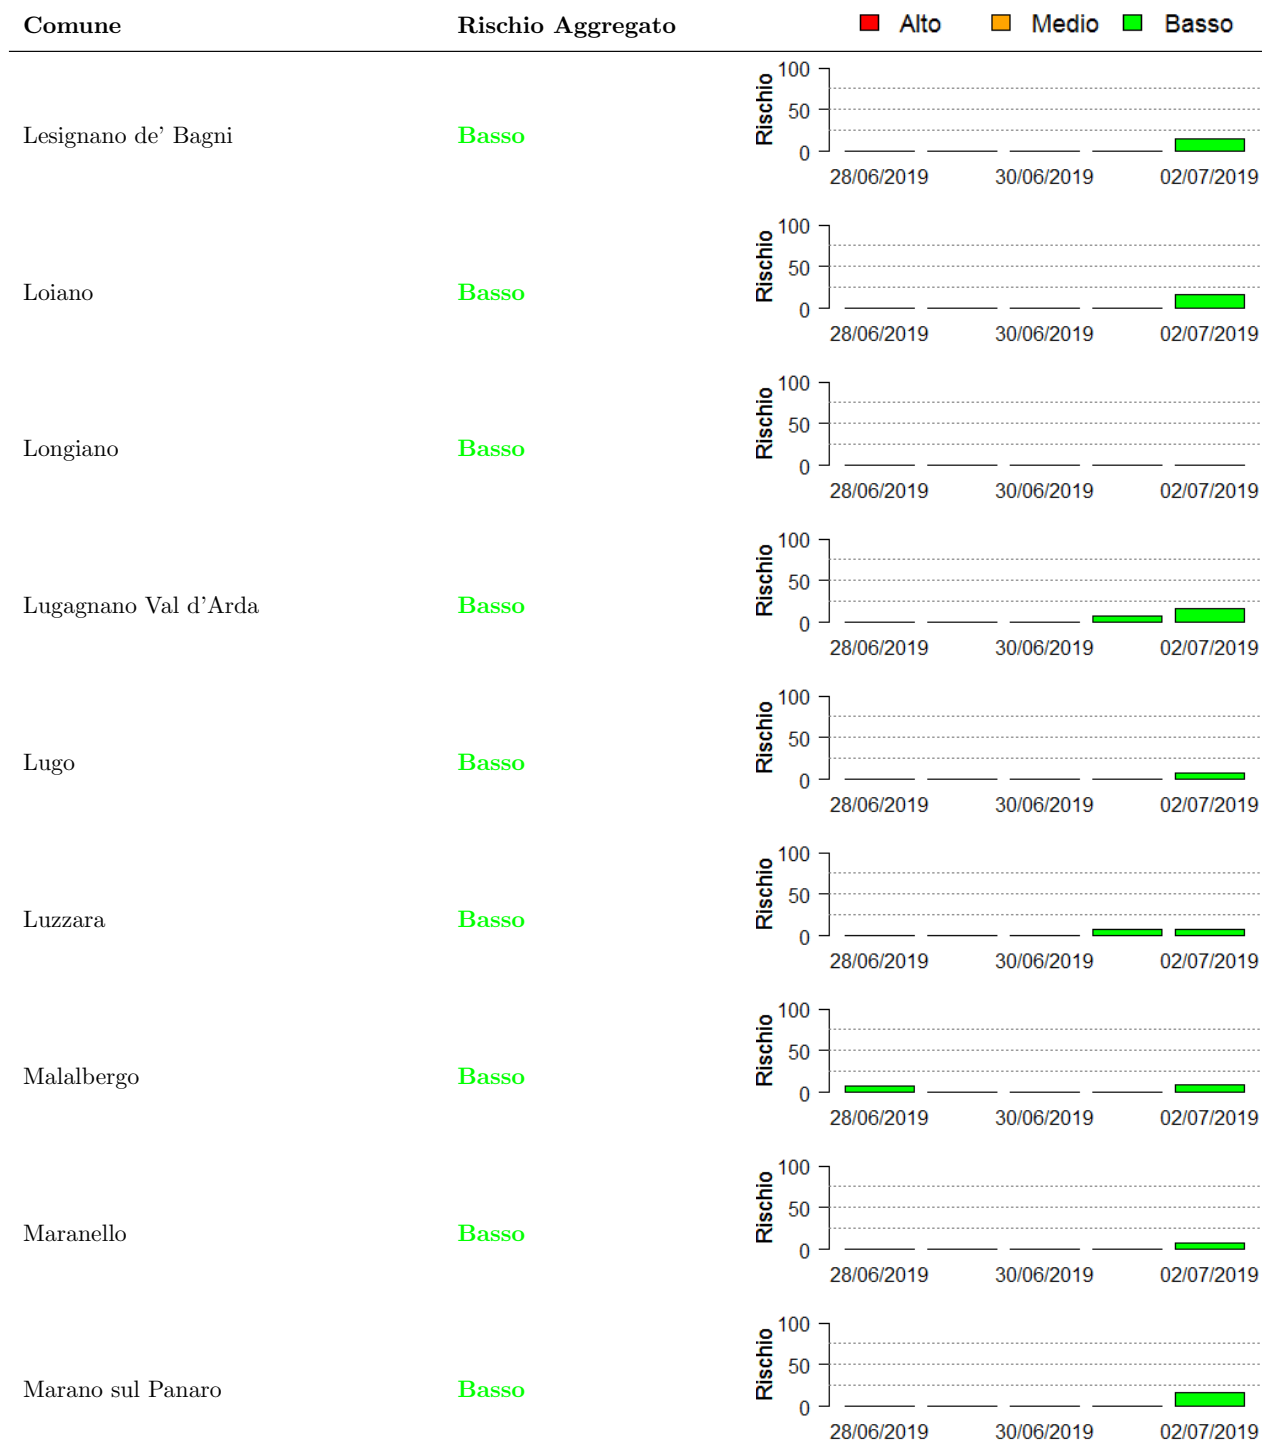 Comune Rischio Aggregato Alto Medio Basso
100
50
0
Rischio
Lesignano de' Bagni Basso
28/06/2019 30/06/2019 02/07/2019
100
50
0
Rischio
Loiano Basso
28/06/2019 30/06/2019 02/07/2019
100
50
0
Rischio
Longiano Basso
28/06/2019 30/06/2019 02/07/2019
100
50
0
Rischio
Lugagnano Val d'Arda Basso
28/06/2019 30/06/2019 02/07/2019
100
50
0
Rischio
Lugo Basso
28/06/2019 30/06/2019 02/07/2019
100
50
0
Rischio
Luzzara Basso
28/06/2019 30/06/2019 02/07/2019
100
50
0
Rischio
Malalbergo Basso
28/06/2019 30/06/2019 02/07/2019
100
50
0
Rischio
Maranello Basso
28/06/2019 30/06/2019 02/07/2019
100
50
0
Rischio
Marano sul Panaro Basso
28/06/2019 30/06/2019 02/07/2019